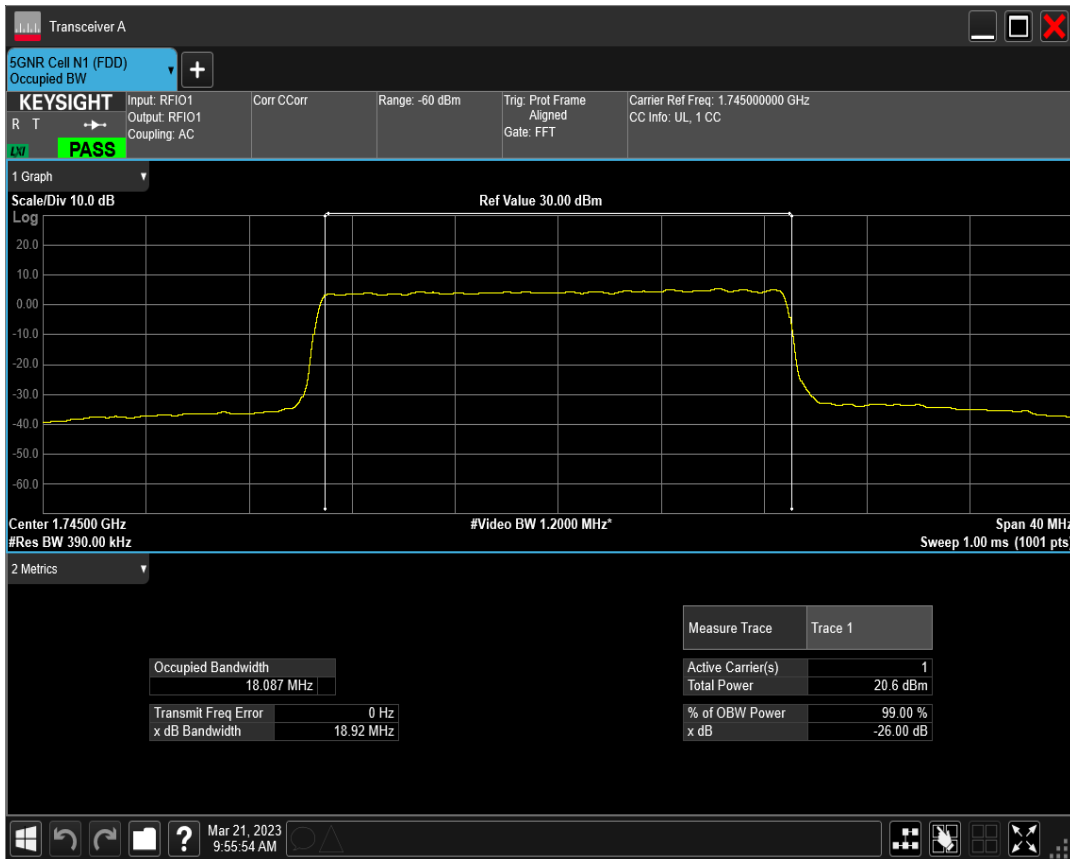 Transceiver A
5GNR Cell N1 (FDD)
Occupied BW
+
KEYSIGHT
R T
LXI
PASS
Input: RFIO1
Output: RFIO1
Coupling: AC
Corr CCorr
Range: -60 dBm
Trig: Prot Frame
Aligned
Gate: FFT
Carrier Ref Freq: 1.745000000 GHz
CC Info: UL, 1 CC
1 Graph
Scale/Div 10.0 dB
Ref Value 30.00 dBm
Log
20.0
10.0
0.00
-10.0
-20.0
-30.0
-40.0
-50.0
-60.0
Center 1.74500 GHz
#Video BW 1.2000 MHz*
Span 40 MHz
#Res BW 390.00 kHz
Sweep 1.00 ms (1001 pts)
2 Metrics
Measure Trace Trace 1
Occupied Bandwidth
18.087 MHz
Active Carrier(s) 1
Total Power 20.6 dBm
Transmit Freq Error 0 Hz
x dB Bandwidth 18.92 MHz
% of OBW Power 99.00 %
x dB -26.00 dB
?
Mar 21, 2023
9:55:54 AM